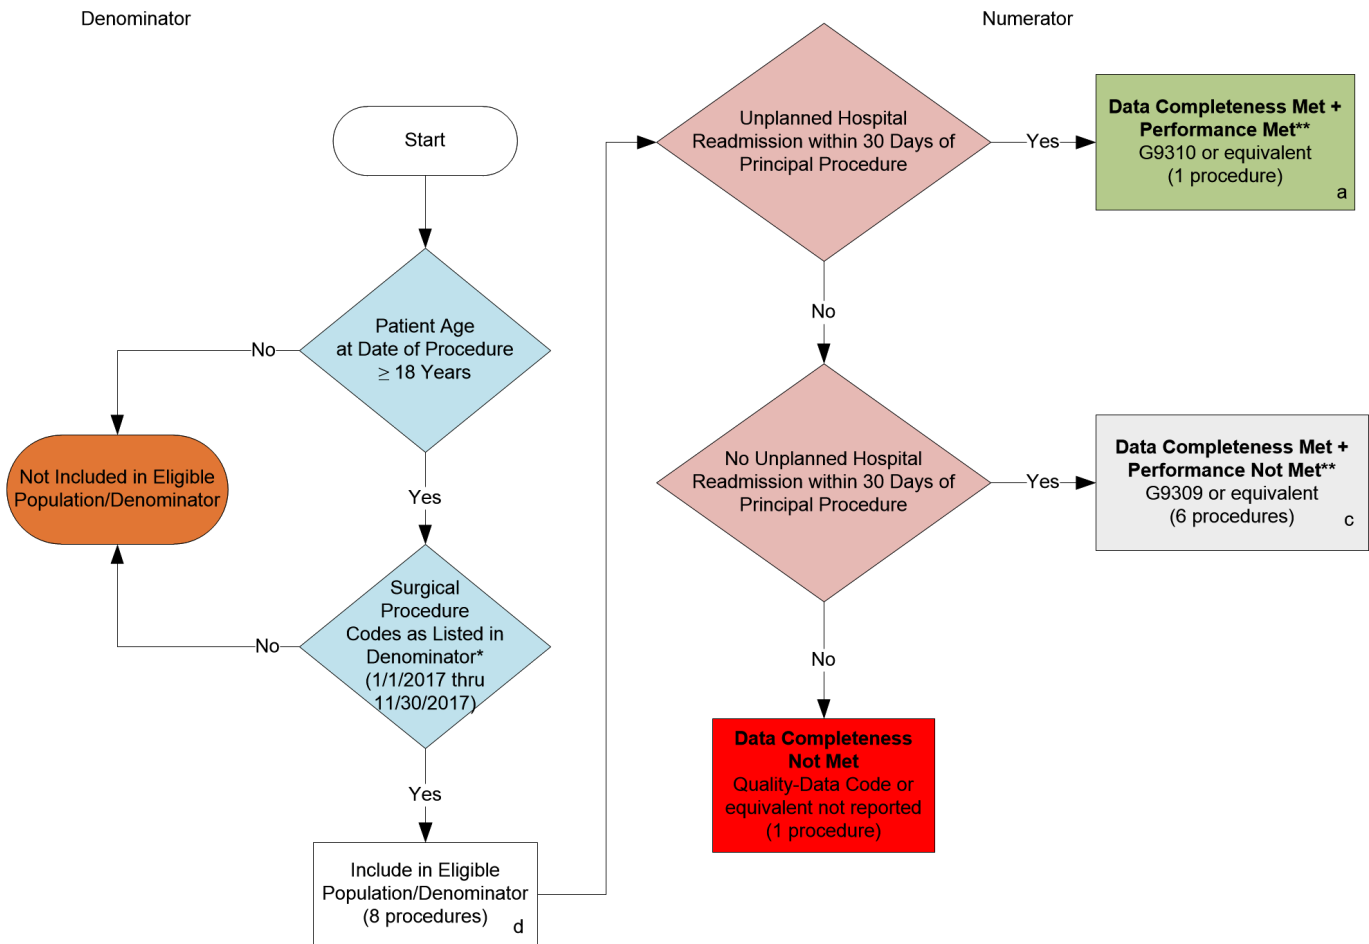 Denominator
Numerator
Start
Patient Age
at Date of Procedure
≥ 18 Years
No
Yes
Not Included in Eligible
Population/Denominator
Surgical
Procedure
Codes as Listed in
Denominator*
(1/1/2017 thru
11/30/2017)
No
Yes
Include in Eligible
Population/Denominator
(8 procedures)
d
Unplanned Hospital
Readmission within 30 Days of
Principal Procedure
Yes
Data Completeness Met +
Performance Met**
G9310 or equivalent
(1 procedure)
a
No
No Unplanned Hospital
Readmission within 30 Days of
Principal Procedure
Yes
Data Completeness Met +
Performance Not Met**
G9309 or equivalent
(6 procedures)
c
No
Data Completeness
Not Met
Quality-Data Code or
equivalent not reported
(1 procedure)